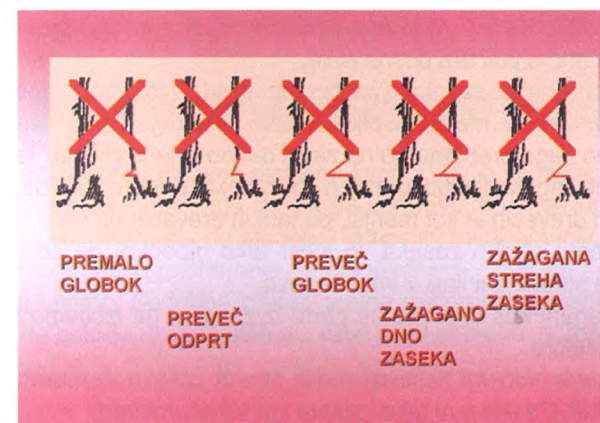 PREMALO
GLOBOK
PREVEČ
ODPRT
PREVEČ
GLOBOK
ZAŽAGANO
DNO
ZASEKA
ZAŽAGANA
STREHA
ZASEKA